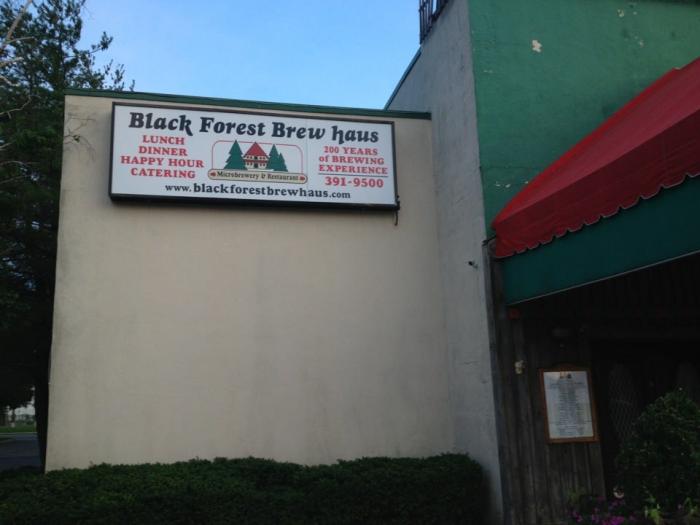 Black Forest Brew haus
LUNCH
DINNER
HAPPY HOUR
CATERING
Microbrewery & Restaurant
200 YEARS
of BREWING
EXPERIENCE
391-9500
www.blackforestbrewhaus.com